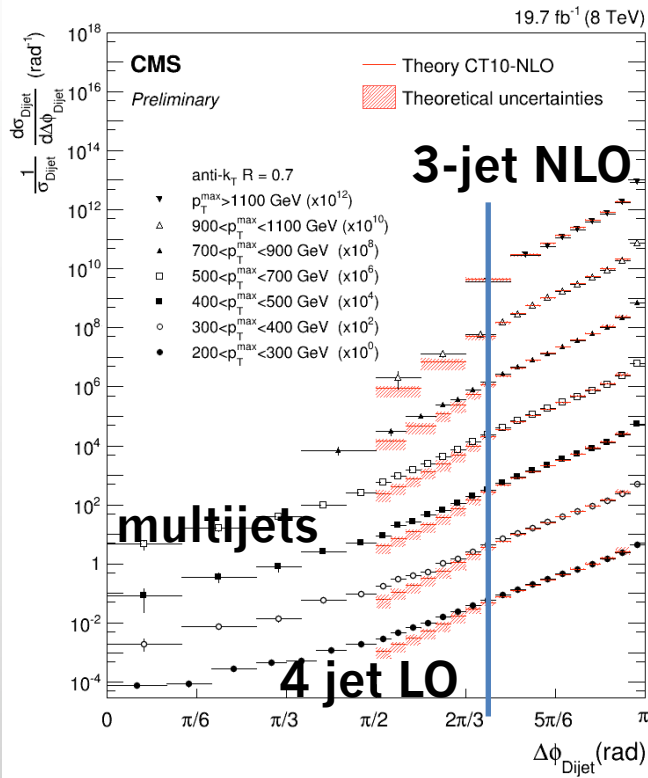 19.7 fb⁻¹ (8 TeV)
1/σ_Dijet dσ_Dijet/dΔϕ_Dijet (rad⁻¹)
10¹⁸
10¹⁶
10¹⁴
10¹²
10¹⁰
10⁸
10⁶
10⁴
10²
1
10⁻²
10⁻⁴
CMS
Preliminary
Theory CT10-NLO
Theoretical uncertainties
3-jet NLO
anti-k_T R = 0.7
p_T^max>1100 GeV (x10¹²)
900<p_T^max<1100 GeV (x10¹⁰)
700<p_T^max<900 GeV (x10⁸)
500<p_T^max<700 GeV (x10⁶)
400<p_T^max<500 GeV (x10⁴)
300<p_T^max<400 GeV (x10²)
200<p_T^max<300 GeV (x10⁰)
multijets
4 jet LO
0 π/6 π/3 π/2 2π/3 5π/6 π
Δϕ_Dijet(rad)